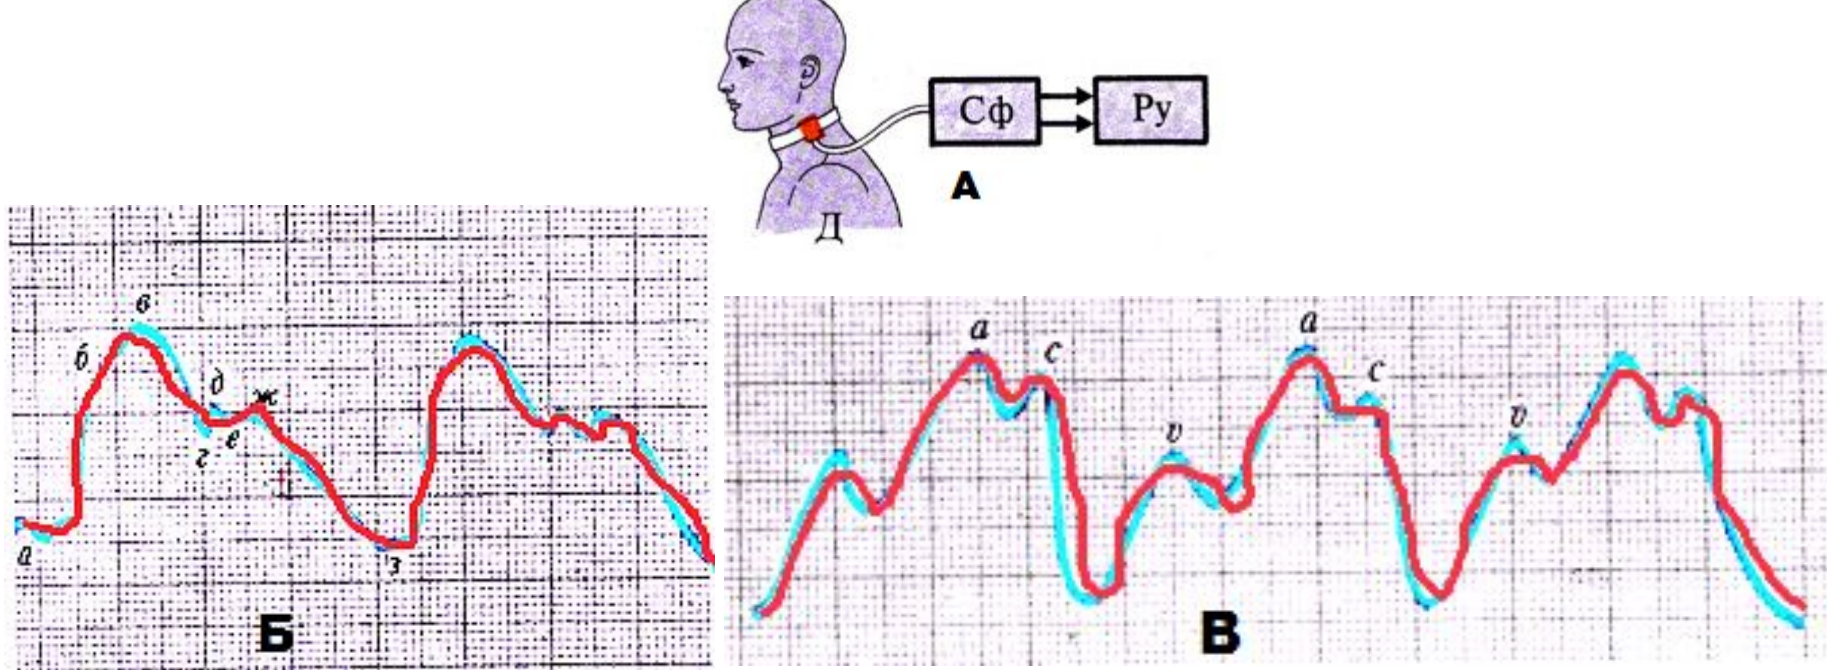 Сф
Ру
А
Д
в
б
д
ж
е
г
а
з
Б
а
с
v
а
с
v
В